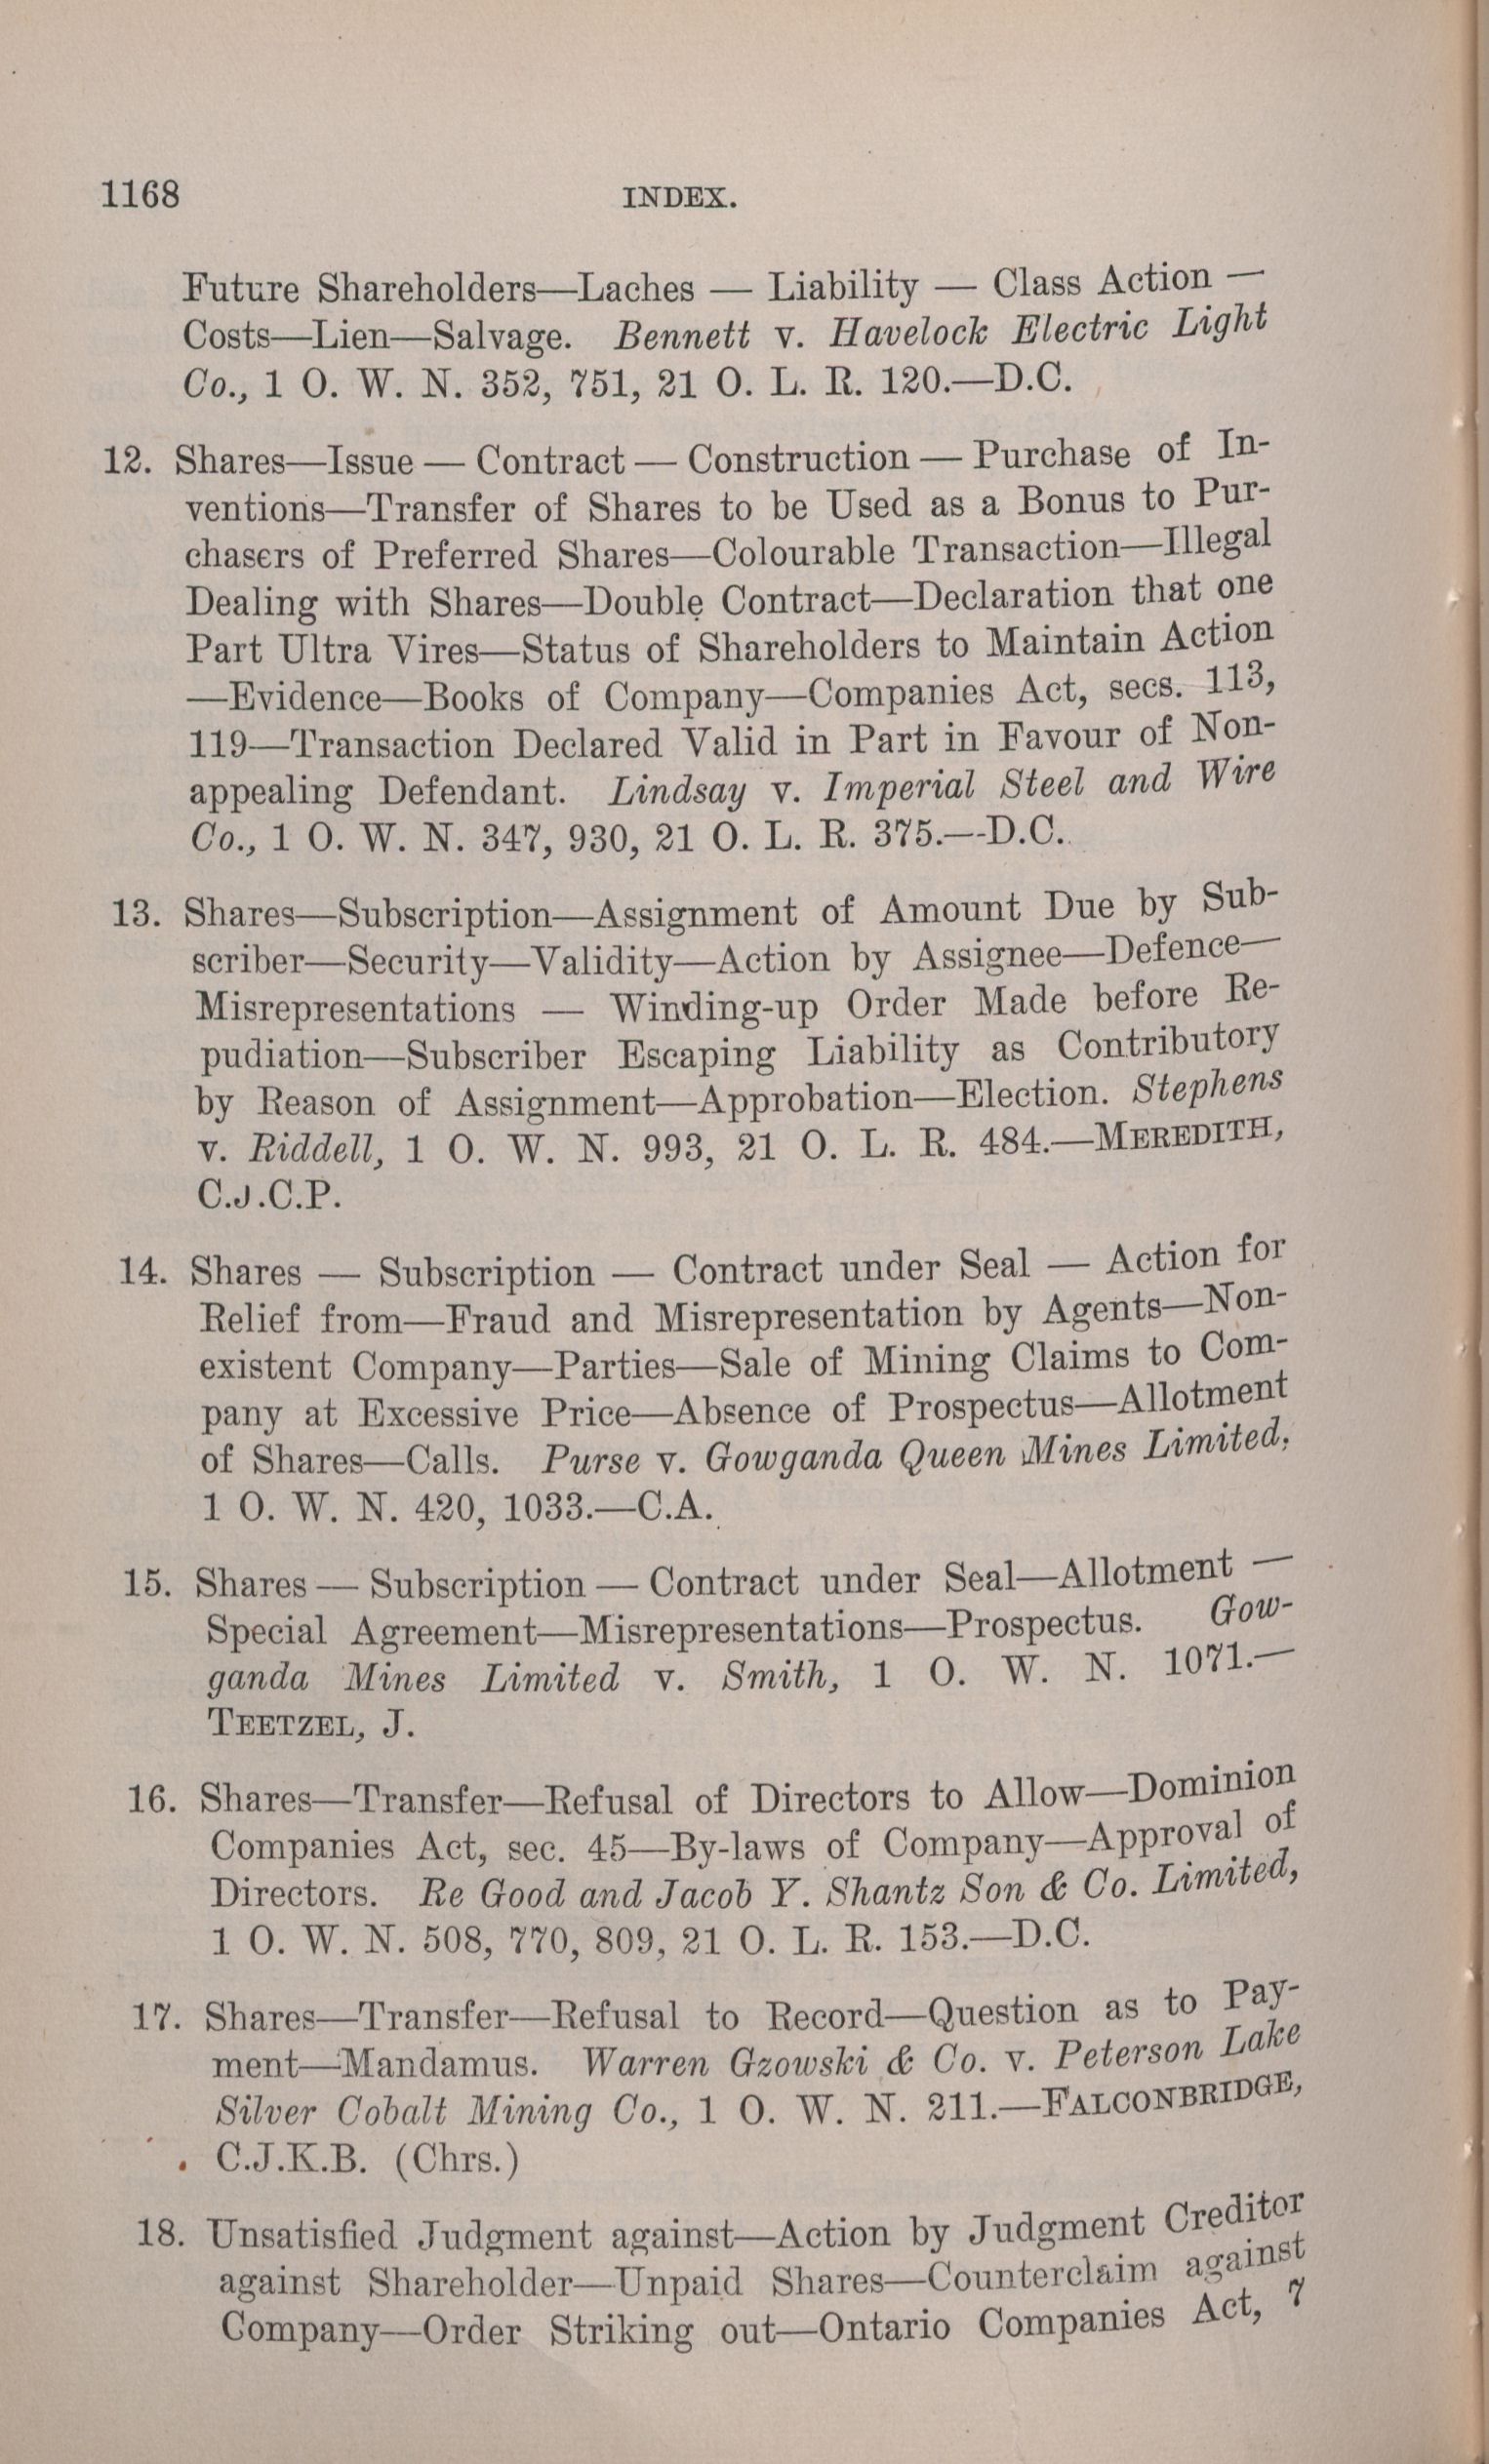 1168 INDEX.
Future Shareholders—Laches — Liability — Class Action —
Costs—Lien—Salvage. Bennett v. Havelock Electric Light
Co., 1 O. W. N. 352, 751, 21 O. L. R. 120.—D.C.
12. Shares—Issue — Contract — Construction — Purchase of In-
ventions—Transfer of Shares to be Used as a Bonus to Pur-
chasers of Preferred Shares—Colourable Transaction—Illegal
Dealing with Shares—Double Contract—Declaration that one
Part Ultra Vires—Status of Shareholders to Maintain Action
—Evidence—Books of Company—Companies Act, secs. 113,
119—Transaction Declared Valid in Part in Favour of Non-
appealing Defendant. Lindsay v. Imperial Steel and Wire
Co., 1 O. W. N. 347, 930, 21 O. L. R. 375.—-D.C.
13. Shares—Subscription—Assignment of Amount Due by Sub-
scriber—Security—Validity—Action by Assignee—Defence—
Misrepresentations — Winding-up Order Made before Re-
pudiation—Subscriber Escaping Liability as Contributory
by Reason of Assignment—Approbation—Election. Stephens
v. Riddell, 1 O. W. N. 993, 21 O. L. R. 484.—MEREDITH,
C.J.C.P.
14. Shares — Subscription — Contract under Seal — Action for
Relief from—Fraud and Misrepresentation by Agents—Non-
existent Company—Parties—Sale of Mining Claims to Com-
pany at Excessive Price—Absence of Prospectus—Allotment
of Shares—Calls. Purse v. Gowganda Queen Mines Limited,
1 O. W. N. 420, 1033.—C.A.
15. Shares — Subscription — Contract under Seal—Allotment —
Special Agreement—Misrepresentations—Prospectus. Gow-
ganda Mines Limited v. Smith, 1 O. W. N. 1071.—
TEETZEL, J.
16. Shares—Transfer—Refusal of Directors to Allow—Dominion
Companies Act, sec. 45—By-laws of Company—Approval of
Directors. Re Good and Jacob Y. Shantz Son & Co. Limited,
1 O. W. N. 508, 770, 809, 21 O. L. R. 153.—D.C.
17. Shares—Transfer—Refusal to Record—Question as to Pay-
ment—Mandamus. Warren Gzowski & Co. v. Peterson Lake
Silver Cobalt Mining Co., 1 O. W. N. 211.—FALCONBRIDGE,
C.J.K.B. (Chrs.)
18. Unsatisfied Judgment against—Action by Judgment Creditor
against Shareholder—Unpaid Shares—Counterclaim against
Company—Order Striking out—Ontario Companies Act, 7